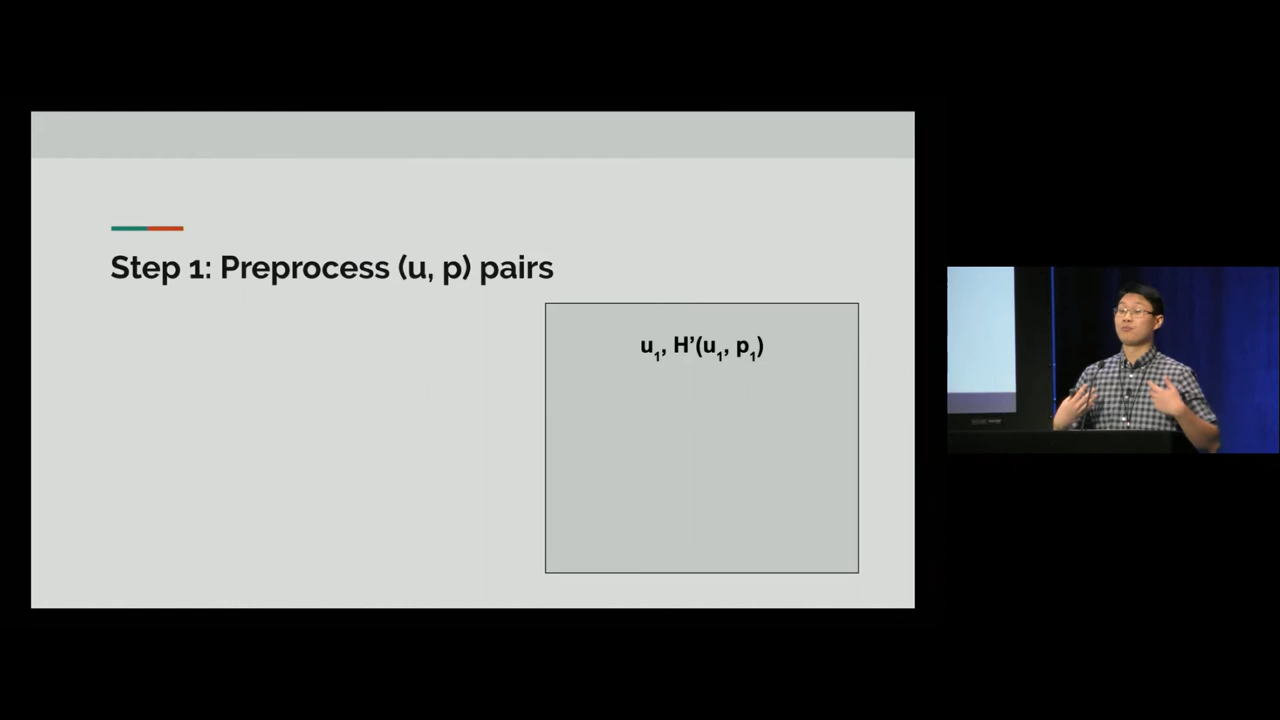 Step 1: Preprocess (u, p) pairs
u₁, H’(u₁, p₁)